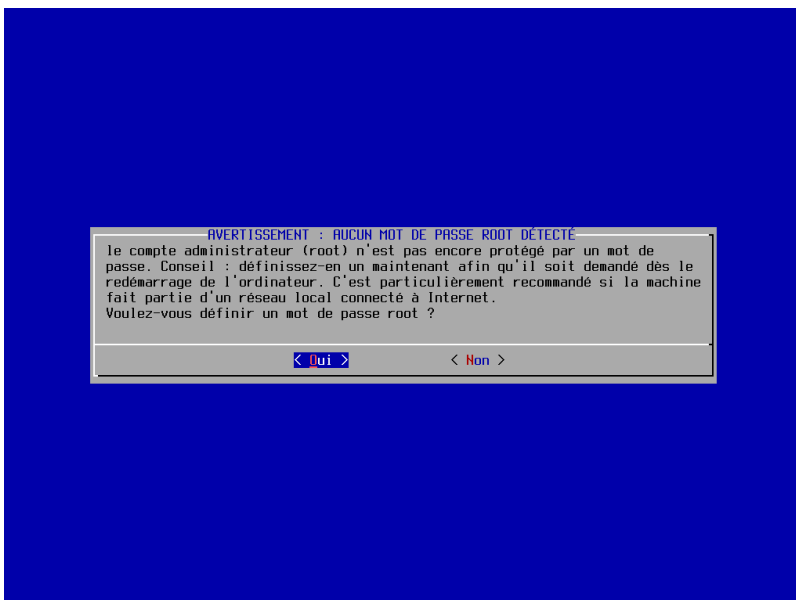 AVERTISSEMENT : AUCUN MOT DE PASSE ROOT DÉTECTÉ
le compte administrateur (root) n'est pas encore protégé par un mot de
passe. Conseil : définissez-en un maintenant afin qu'il soit demandé dès le
redémarrage de l'ordinateur. C'est particulièrement recommandé si la machine
fait partie d'un réseau local connecté à Internet.
Voulez-vous définir un mot de passe root ?
< Oui > < Non >